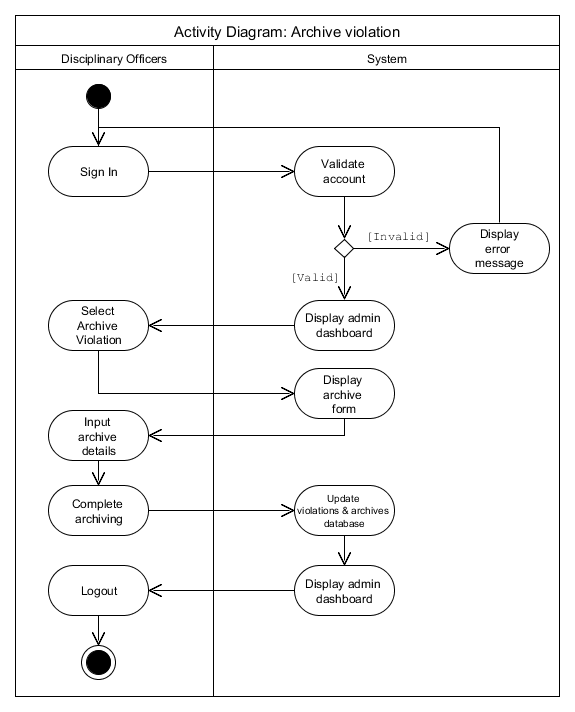 Activity Diagram: Archive violation
Disciplinary Officers
System
Sign In
Validate
account
[Invalid]
Display
error
message
[Valid]
Select
Archive
Violation
Display admin
dashboard
Display
archive
form
Input
archive
details
Complete
archiving
Update
violations & archives
database
Logout
Display admin
dashboard